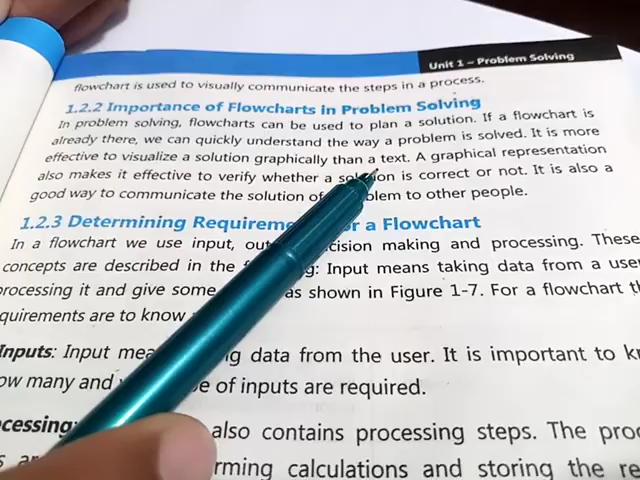 Unit 1 – Problem Solving
flowchart is used to visually communicate the steps in a process.
1.2.2 Importance of Flowcharts in Problem Solving
In problem solving, flowcharts can be used to plan a solution. If a flowchart is
already there, we can quickly understand the way a problem is solved. It is more
effective to visualize a solution graphically than a text. A graphical representation
also makes it effective to verify whether a solution is correct or not. It is also a
good way to communicate the solution of blem to other people.
1.2.3 Determining Requireme or a Flowchart
In a flowchart we use input, out cision making and processing. These
concepts are described in the f g: Input means taking data from a use
rocessing it and give some as shown in Figure 1-7. For a flowchart th
quirements are to know
Inputs: Input mea g data from the user. It is important to kn
ow many and e of inputs are required.
cessing: also contains processing steps. The proc
s ar rming calculations and storing the re